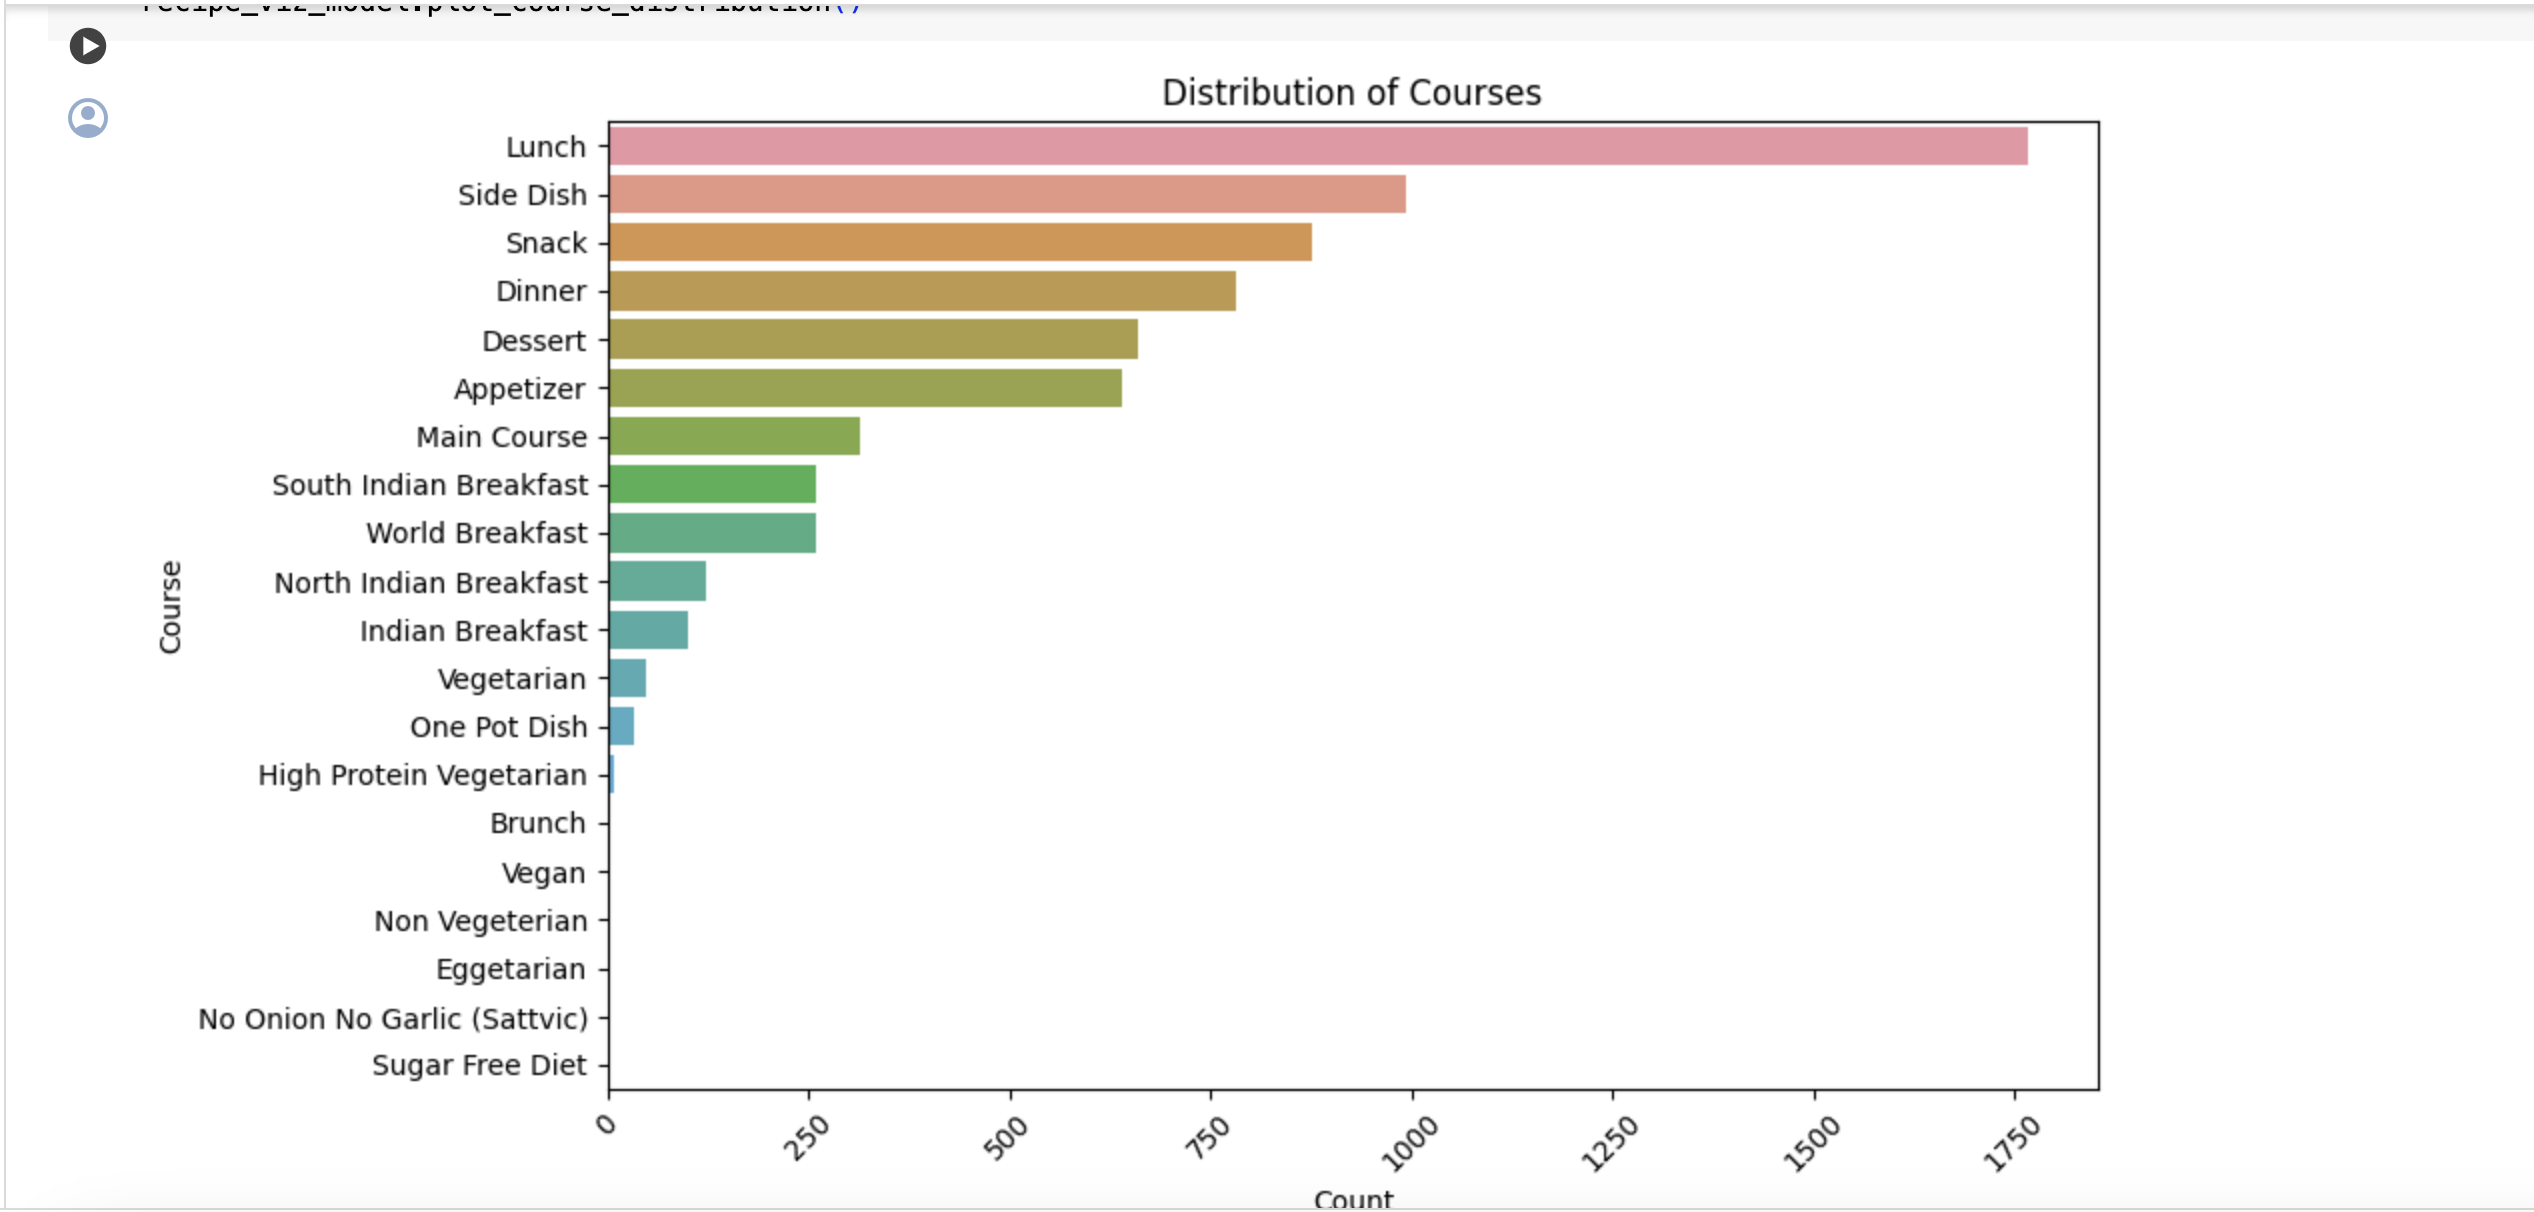 recipe_viz_model.plot_course_distribution()
Distribution of Courses
Lunch
Side Dish
Snack
Dinner
Dessert
Appetizer
Main Course
South Indian Breakfast
World Breakfast
North Indian Breakfast
Indian Breakfast
Vegetarian
One Pot Dish
High Protein Vegetarian
Brunch
Vegan
Non Vegeterian
Eggetarian
No Onion No Garlic (Sattvic)
Sugar Free Diet
Course
0 250 500 750 1000 1250 1500 1750
Count